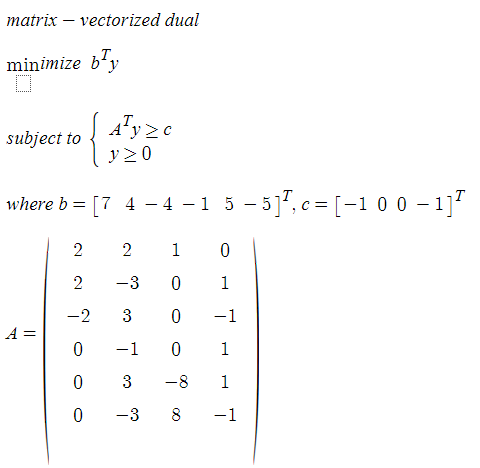 matrix – vectorized dual
minimize b^T y
subject to { A^T y ≥ c
y ≥ 0
where b = [7 4 – 4 – 1 5 – 5]^T, c = [–1 0 0 – 1]^T
A = ( 2 2 1 0
2 –3 0 1
–2 3 0 –1
0 –1 0 1
0 3 –8 1
0 –3 8 –1 )